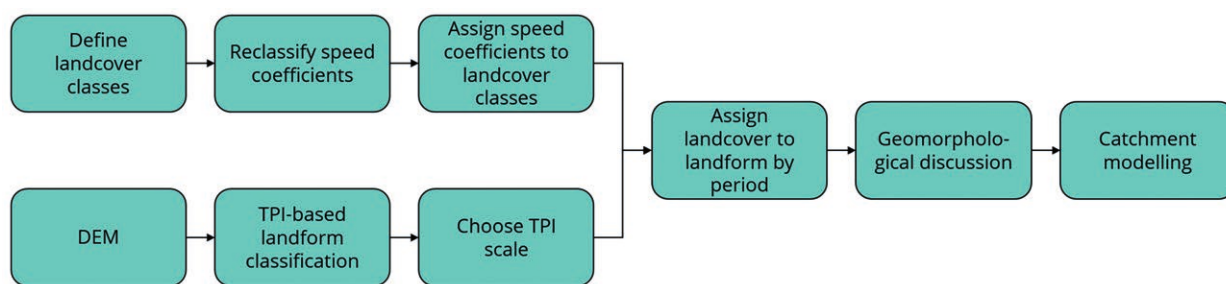 Define
landcover
classes
Reclassify speed
coefficients
Assign speed
coefficients to
landcover
classes
DEM
TPI-based
landform
classification
Choose TPI
scale
Assign
landcover to
landform by
period
Geomorpholo-
gical discussion
Catchment
modelling